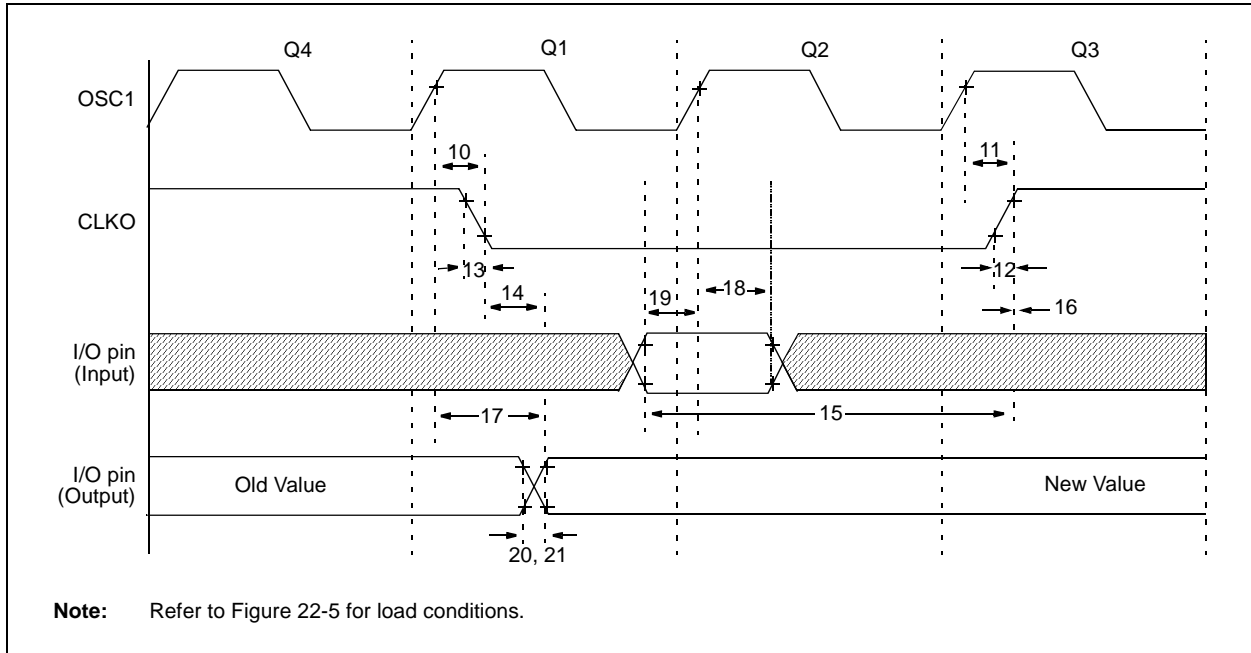 Q4
Q1
Q2
Q3
OSC1
10
11
CLKO
13
12
14
19
18
16
I/O pin
(Input)
17
15
I/O pin
(Output)
Old Value
New Value
20, 21
Note: Refer to Figure 22-5 for load conditions.